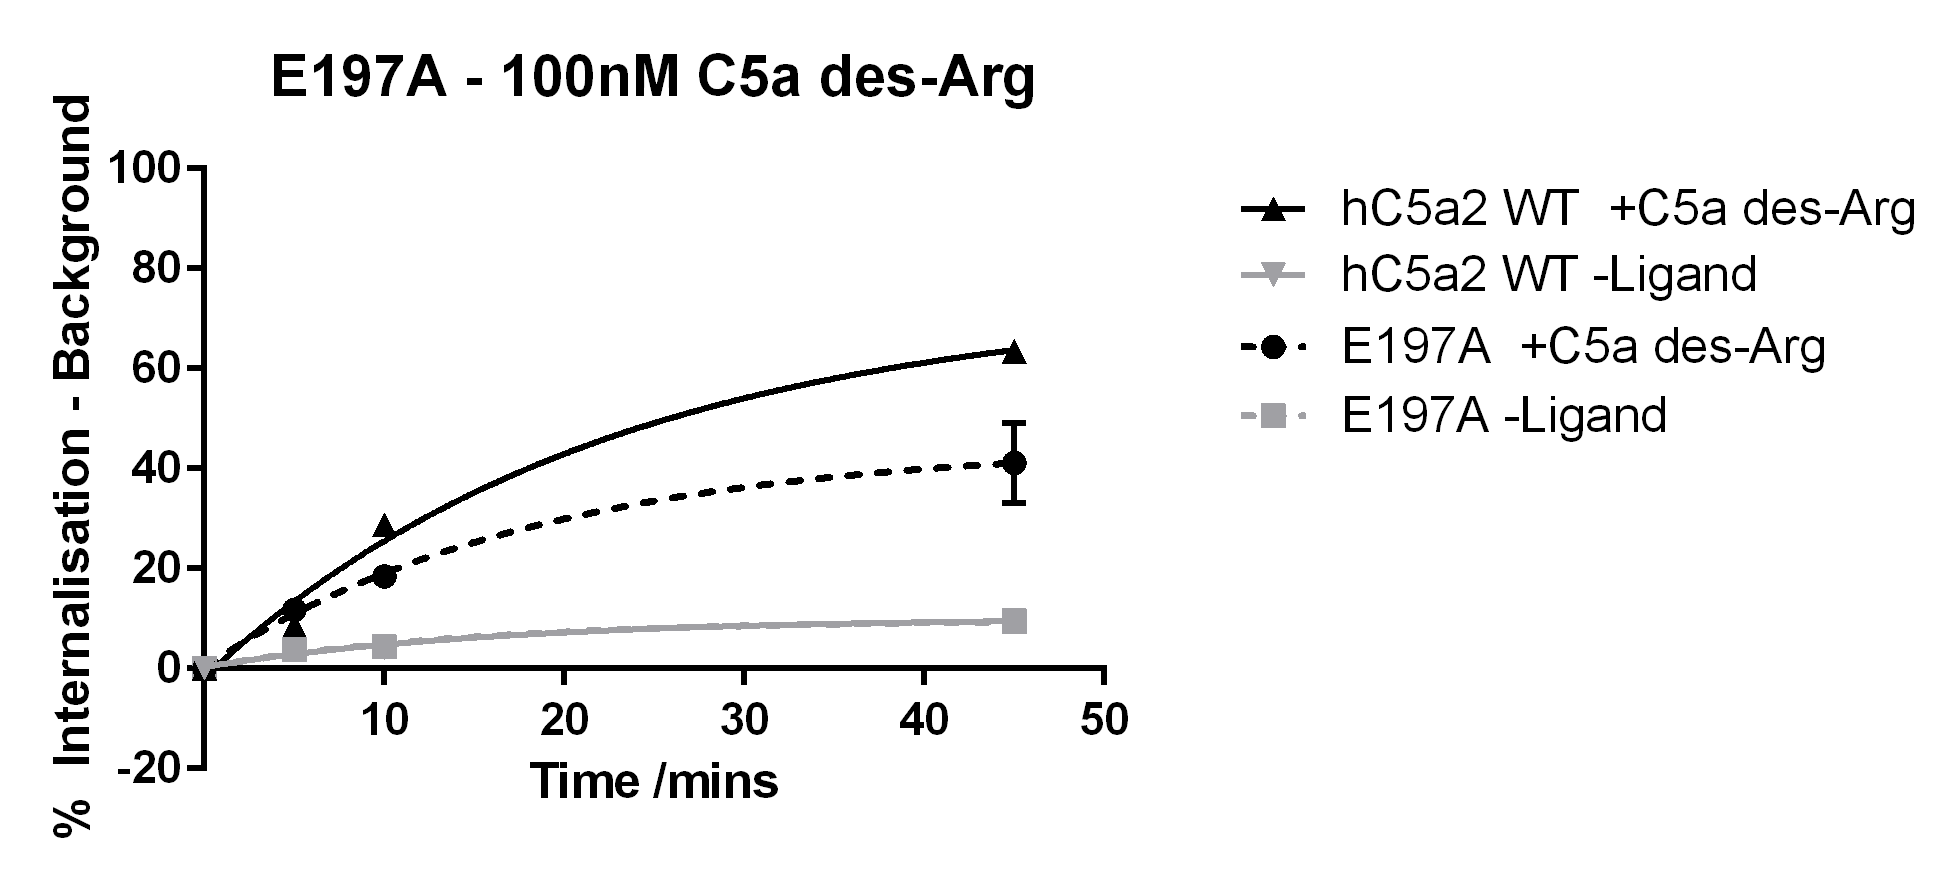 E197A - 100nM C5a des-Arg
% Internalisation - Background
100
80
60
40
20
0
-20
10 20 30 40 50
Time /mins
hC5a2 WT +C5a des-Arg
hC5a2 WT -Ligand
E197A +C5a des-Arg
E197A -Ligand